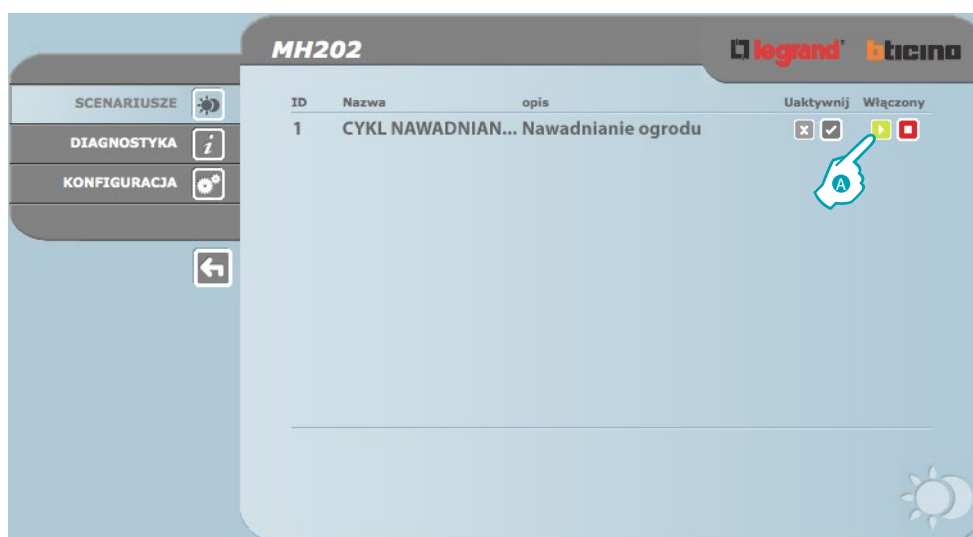 MH202
legrand® bticino
SCENARIUSZE
DIAGNOSTYKA
i
KONFIGURACJA
ID Nazwa opis Uaktywnij Włączony
1 CYKL NAWADNIAN... Nawadnianie ogrodu
A